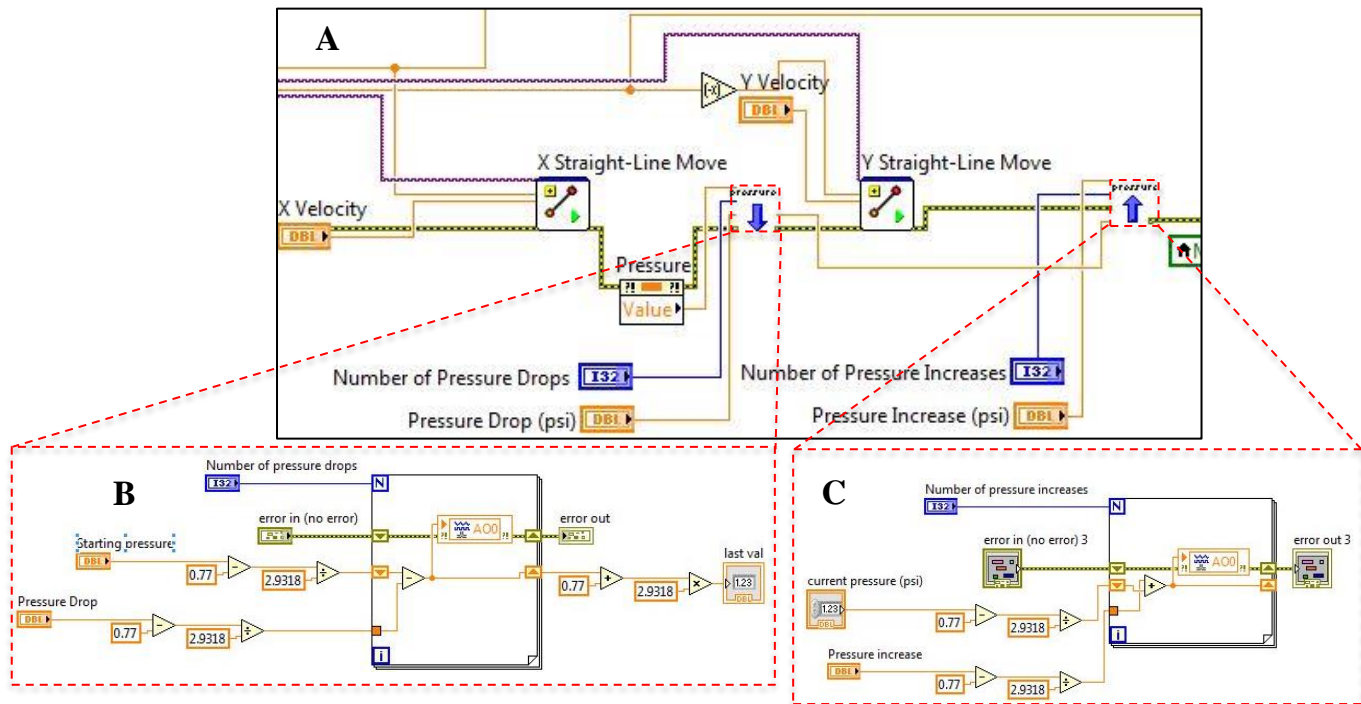 A
Y Velocity
DBL
X Straight-Line Move
Y Straight-Line Move
pressure
pressure
X Velocity
DBL
Pressure
Value
Number of Pressure Drops
I32
Number of Pressure Increases
I32
Pressure Drop (psi)
DBL
Pressure Increase (psi)
DBL
B
Number of pressure drops
I32
N
error in (no error)
AO0
error out
Starting pressure
DBL
0.77
2.9318
last val
1.23
DBL
0.77
2.9318
Pressure Drop
DBL
0.77
2.9318
i
C
Number of pressure increases
I32
N
error in (no error) 3
AO0
error out 3
current pressure (psi)
1.23
DBL
0.77
2.9318
i
Pressure increase
DBL
0.77
2.9318